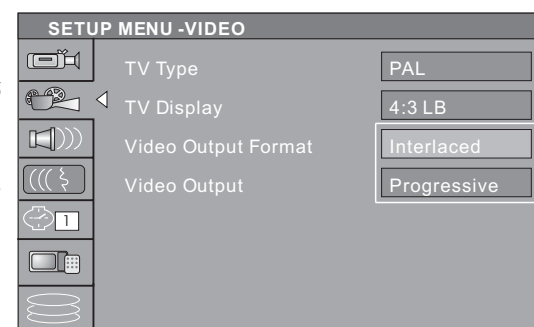 SETUP MENU -VIDEO
TV Type PAL
TV Display 4:3 LB
Video Output Format Interlaced
Video Output Progressive
1